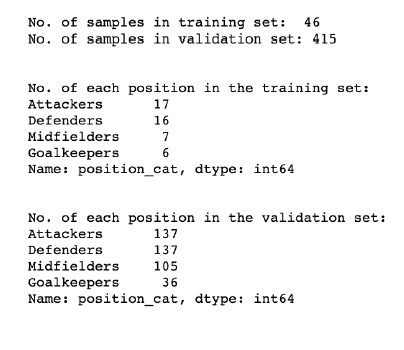 No. of samples in training set:  46
No. of samples in validation set: 415
No. of each position in the training set:
Attackers      17
Defenders      16
Midfielders     7
Goalkeepers     6
Name: position_cat, dtype: int64
No. of each position in the validation set:
Attackers      137
Defenders      137
Midfielders    105
Goalkeepers     36
Name: position_cat, dtype: int64